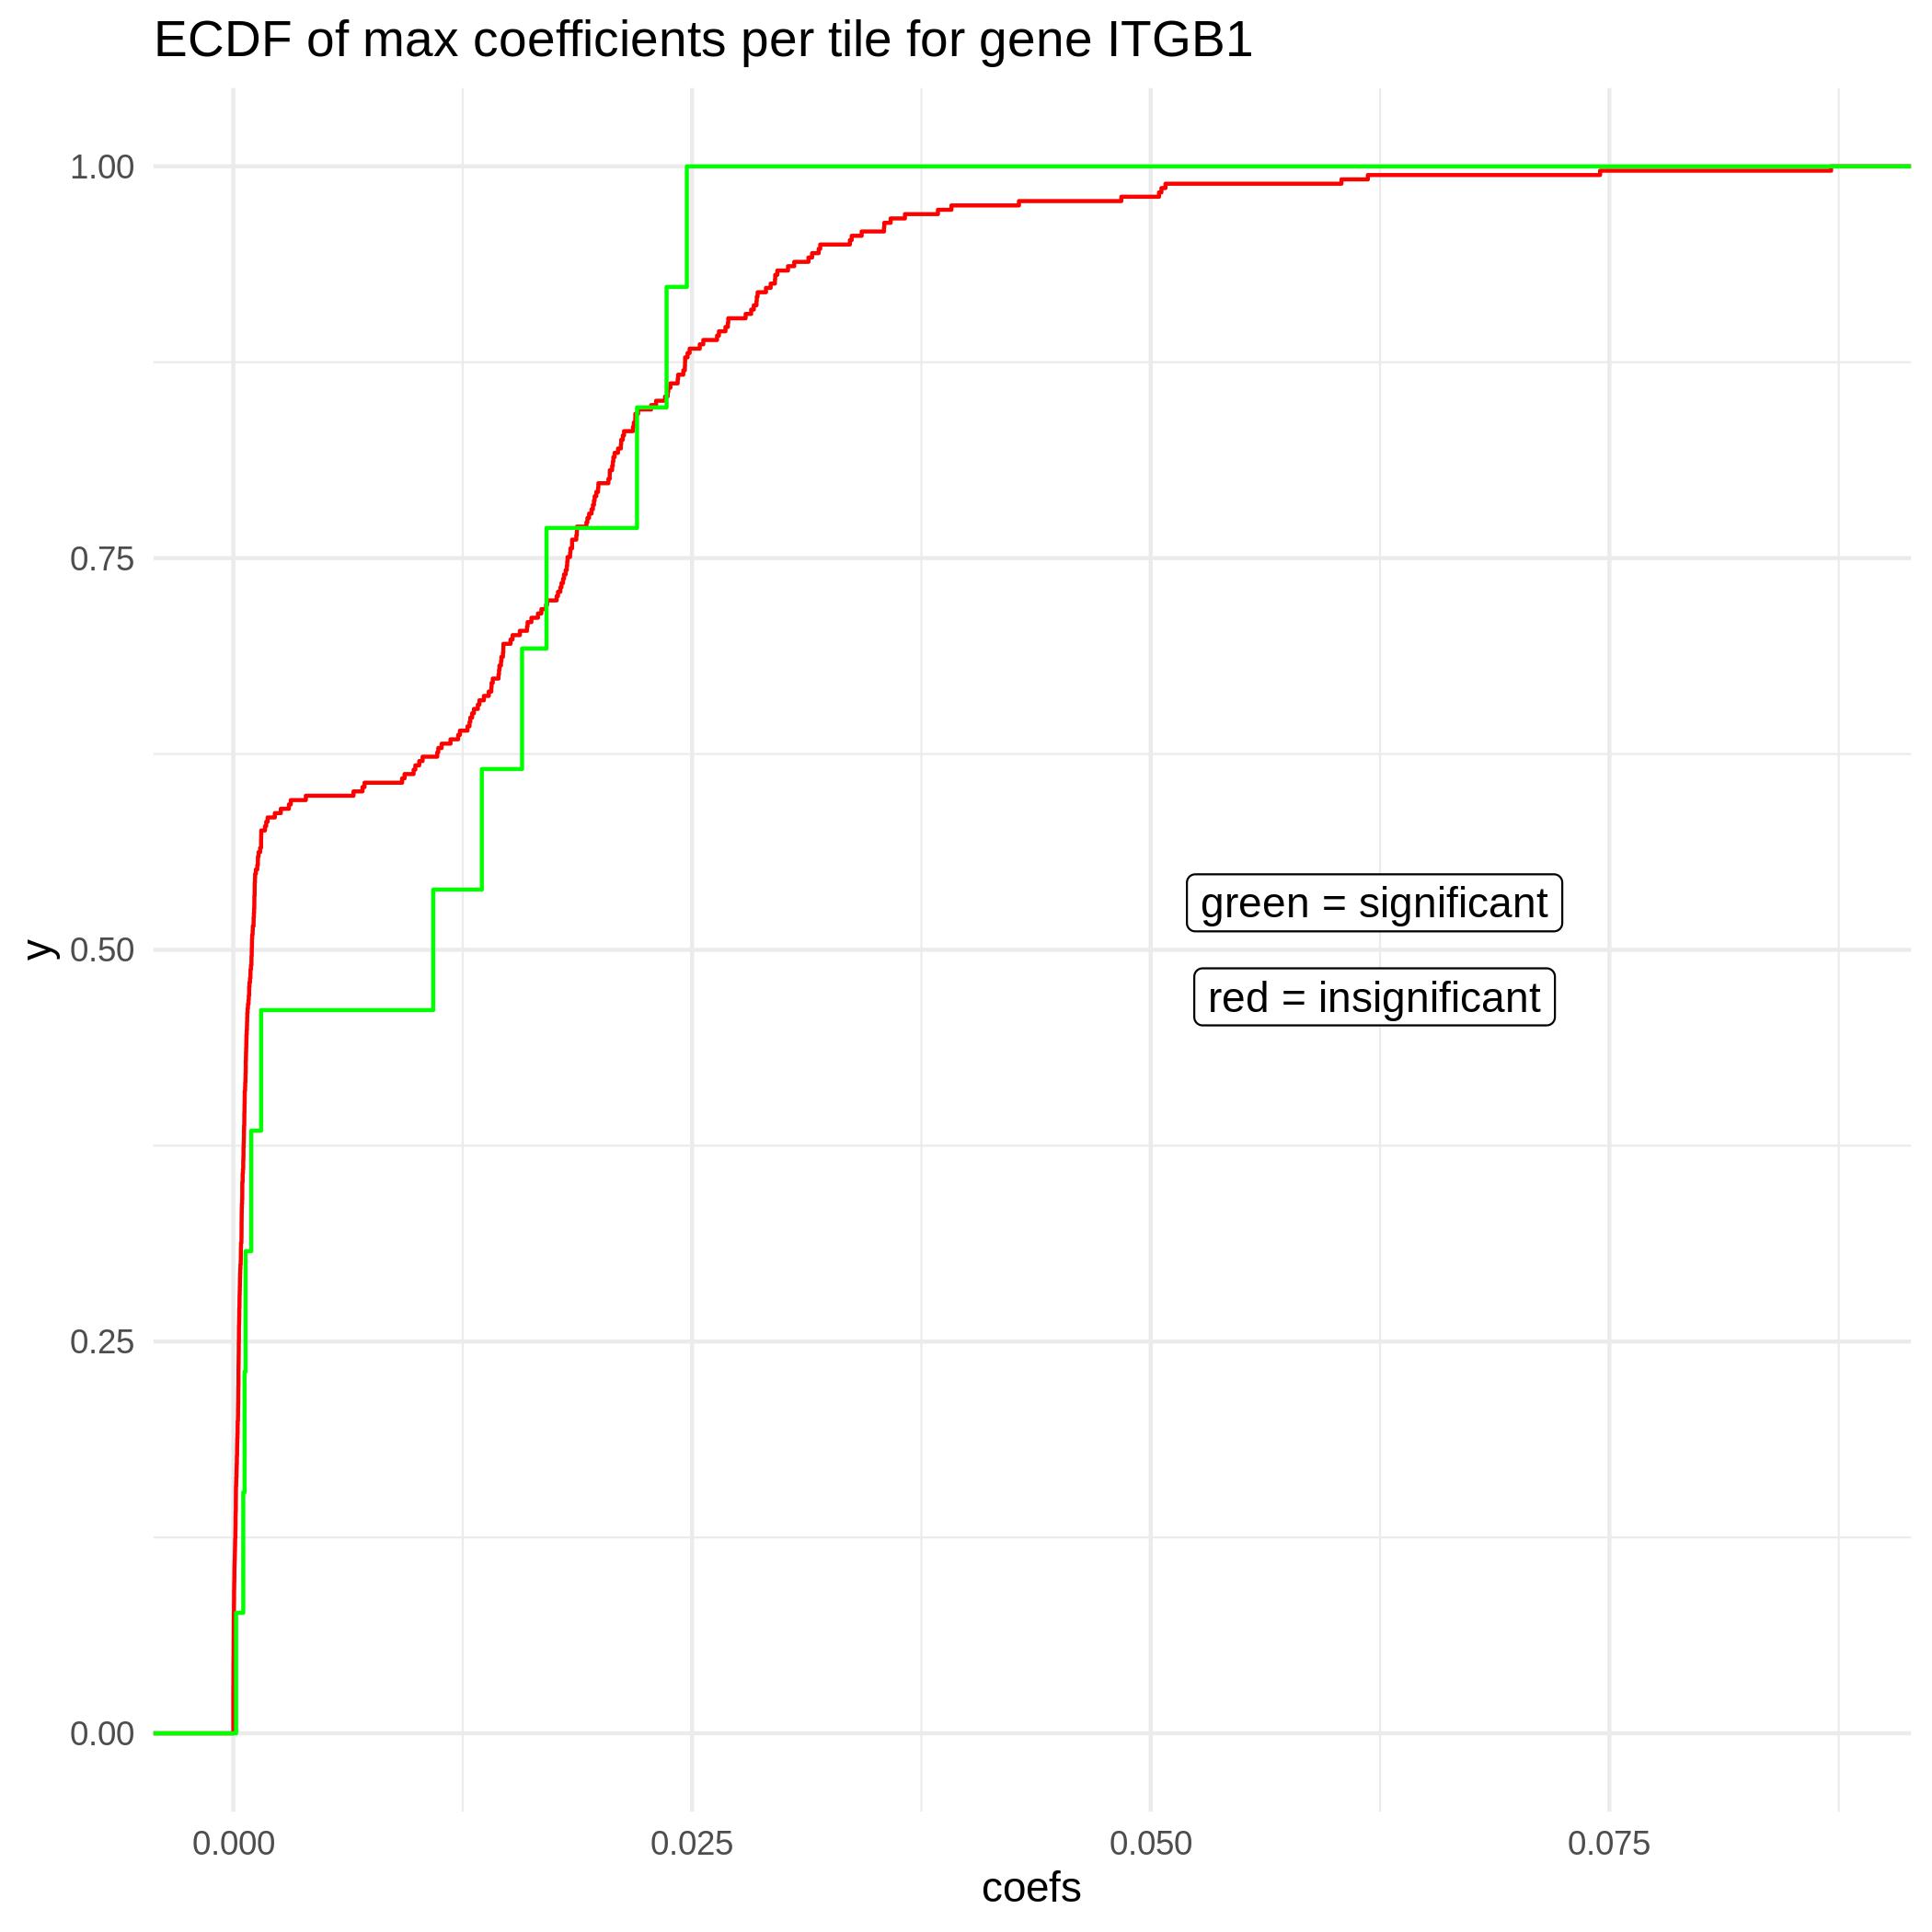 ECDF of max coefficients per tile for gene ITGB1
1.00
0.75
0.50
0.25
0.00
y
green = significant
red = insignificant
0.000 0.025 0.050 0.075
coefs